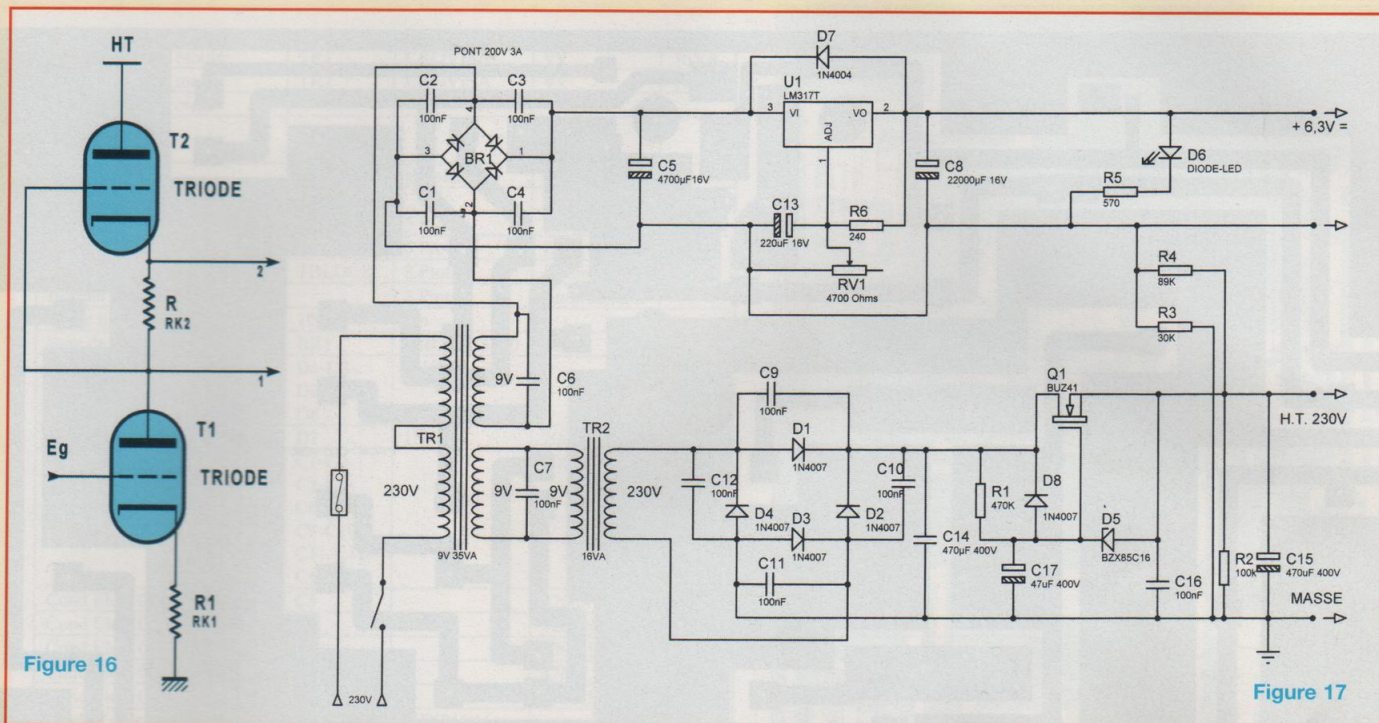 HT
T2
TRIODE
R
RK2
2
1
T1
Eg
TRIODE
R1
RK1
Figure 16
PONT 200V 3A
C2
100nF
C3
100nF
4
3
BR1
1
2
C1
100nF
C4
100nF
C5
4700µF16V
D7
1N4004
U1
LM317T
3
VI
VO
2
ADJ
1
C13
220uF 16V
R6
240
RV1
4700 Ohms
C8
22000µF 16V
+ 6,3V =
D6
DIODE-LED
R5
570
R4
89K
R3
30K
9V
C6
100nF
TR1
230V
9V
C7
100nF
9V
TR2
230V
9V 35VA
16VA
230V
C9
100nF
D1
1N4007
C12
100nF
C10
100nF
D4
1N4007
D3
1N4007
D2
1N4007
C11
100nF
C14
470µF 400V
R1
470K
D8
1N4007
C17
47uF 400V
Q1
BUZ41
D5
BZX85C16
C16
100nF
R2
100k
C15
470uF 400V
H.T. 230V
MASSE
Figure 17